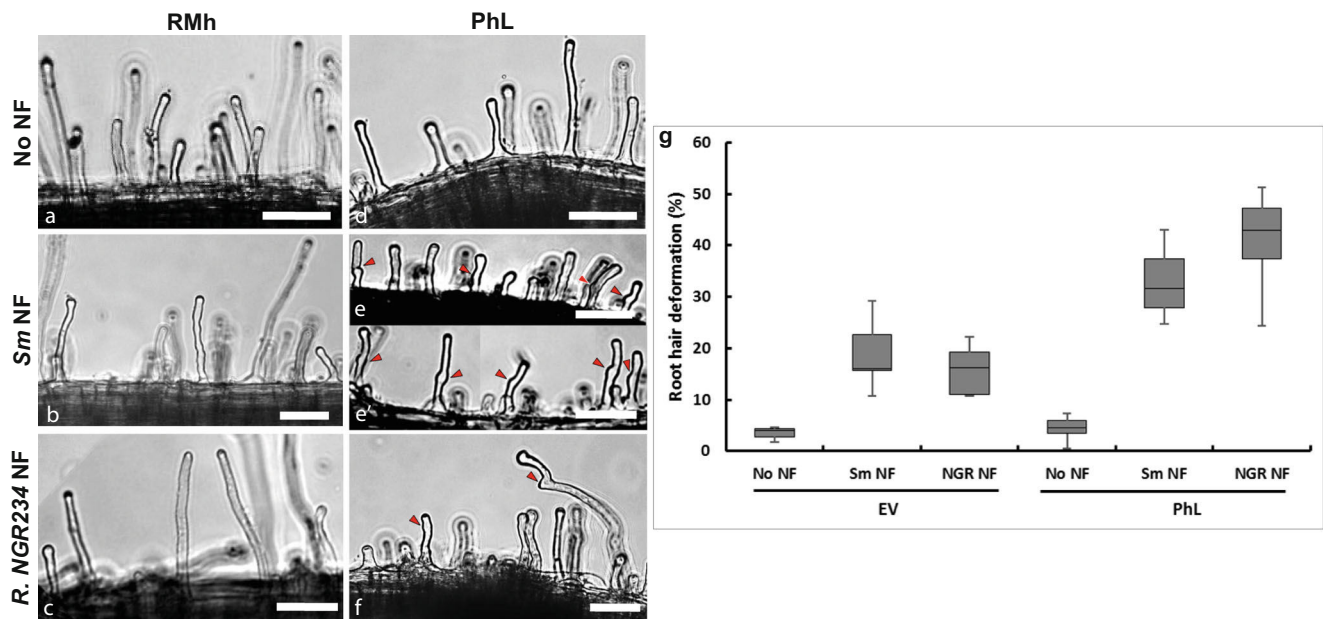 RMh PhL
No NF
a
d
Sm NF
b
e
e'
R. NGR234 NF
c
f
g
Root hair deformation (%)
60
50
40
30
20
10
0
No NF Sm NF NGR NF No NF Sm NF NGR NF
EV PhL